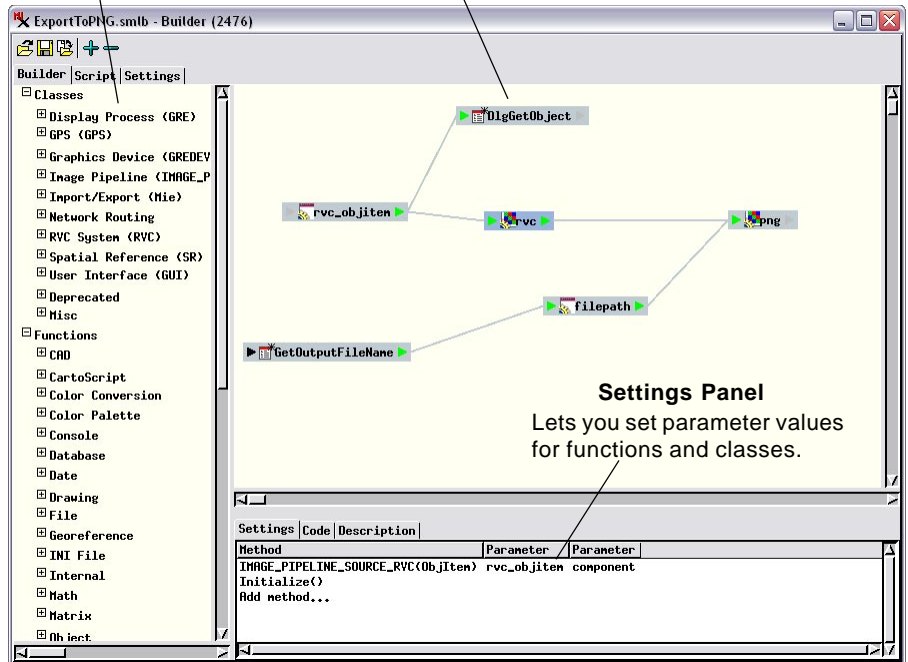 ExportToPNG.smlb - Builder (2476)
Builder Script Settings
Classes
Display Process (GRE)
GPS (GPS)
Graphics Device (GREDEV
Image Pipeline (IMAGE_P
Import/Export (Mie)
Network Routing
RVC System (RVC)
Spatial Reference (SR)
User Interface (GUI)
Deprecated
Misc
Functions
CAD
CartoScript
Color Conversion
Color Palette
Console
Database
Date
Drawing
File
Georeference
INI File
Internal
Math
Matrix
Object
DlgGetObject
rvc_objitem
rvc
png
filepath
GetOutputFileName
Settings Panel
Lets you set parameter values
for functions and classes.
Settings Code Description
Method Parameter Parameter
IMAGE_PIPELINE_SOURCE_RVC(ObjItem) rvc_objitem component
Initialize()
Add method...